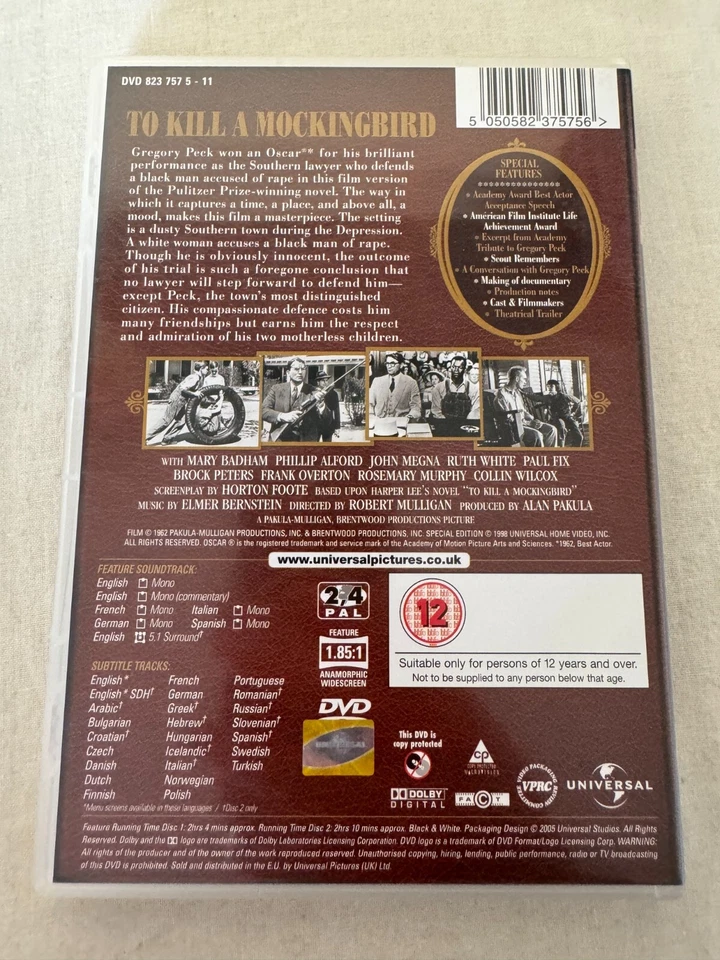 DVD 823 757 5 - 11
5 050582 375756 >
TO KILL A MOCKINGBIRD
Gregory Peck won an Oscar®* for his brilliant
performance as the Southern lawyer who defends
a black man accused of rape in this film version
of the Pulitzer Prize-winning novel. The way in
which it captures a time, a place, and above all, a
mood, makes this film a masterpiece. The setting
is a dusty Southern town during the Depression.
A white woman accuses a black man of rape.
Though he is obviously innocent, the outcome
of his trial is such a foregone conclusion that
no lawyer will step forward to defend him—
except Peck, the town's most distinguished
citizen. His compassionate defence costs him
many friendships but earns him the respect
and admiration of his two motherless children.
SPECIAL
FEATURES
• Academy Award Best Actor
Acceptance Speech
• American Film Institute Life
Achievement Award
• Excerpt from Academy
Tribute to Gregory Peck
• Scout Remembers
• A Conversation with Gregory Peck
• Making of documentary
• Production notes
• Cast & Filmmakers
• Theatrical Trailer
WITH MARY BADHAM PHILLIP ALFORD JOHN MEGNA RUTH WHITE PAUL FIX
BROCK PETERS FRANK OVERTON ROSEMARY MURPHY COLLIN WILCOX
SCREENPLAY BY HORTON FOOTE BASED UPON HARPER LEE'S NOVEL "TO KILL A MOCKINGBIRD"
MUSIC BY ELMER BERNSTEIN DIRECTED BY ROBERT MULLIGAN PRODUCED BY ALAN PAKULA
A PAKULA-MULLIGAN, BRENTWOOD PRODUCTIONS PICTURE
FILM © 1962 PAKULA-MULLIGAN PRODUCTIONS, INC. & BRENTWOOD PRODUCTIONS, INC. SPECIAL EDITION © 1998 UNIVERSAL HOME VIDEO, INC.
ALL RIGHTS RESERVED. OSCAR ® is the registered trademark and service mark of the Academy of Motion Picture Arts and Sciences. *1962, Best Actor.
www.universalpictures.co.uk
FEATURE SOUNDTRACK:
English Mono
English Mono (commentary)
French Mono Italian Mono
German Mono Spanish Mono
English 5.1 Surround†
SUBTITLE TRACKS:
English* French Portuguese
English* SDH† German Romanian†
Arabic† Greek† Russian†
Bulgarian Hebrew† Slovenian†
Croatian† Hungarian Spanish†
Czech Icelandic† Swedish
Danish Italian† Turkish
Dutch Norwegian
Finnish Polish
*Menu screens available in these languages / †Disc 2 only
2,4
PAL
FEATURE
1.85:1
ANAMORPHIC
WIDESCREEN
DVD
UNIVERSAL
12
Suitable only for persons of 12 years and over.
Not to be supplied to any person below that age.
This DVD is
copy protected
DOLBY
DIGITAL
cp
FACT
VIDEO PACKAGING REVIEW COMMITTEE
VPRC
UNIVERSAL
Feature Running Time Disc 1: 2hrs 4 mins approx. Running Time Disc 2: 2hrs 10 mins approx. Black & White. Packaging Design © 2005 Universal Studios. All Rights
Reserved. Dolby and the DD logo are trademarks of Dolby Laboratories Licensing Corporation. DVD logo is a trademark of DVD Format/Logo Licensing Corp. WARNING:
All rights of the producer and of the owner of the work reproduced reserved. Unauthorised copying, hiring, lending, public performance, radio or TV broadcasting
of this DVD is prohibited. Sold and distributed in the E.U. by Universal Pictures (UK) Ltd.